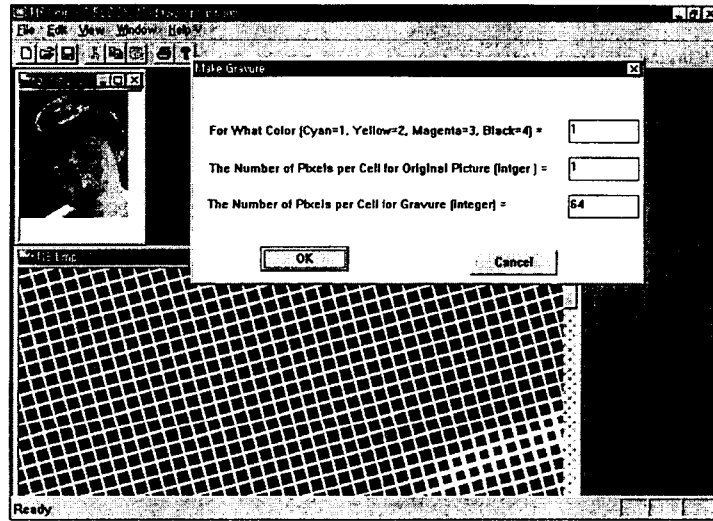 File Edit View Window Help
Make Gravure
For What Color (Cyan=1, Yellow=2, Magenta=3, Black=4) =
1
The Number of Pixels per Cell for Original Picture (Intger ) =
1
The Number of Pixels per Cell for Gravure (Integer) =
64
OK
Cancel
Ready